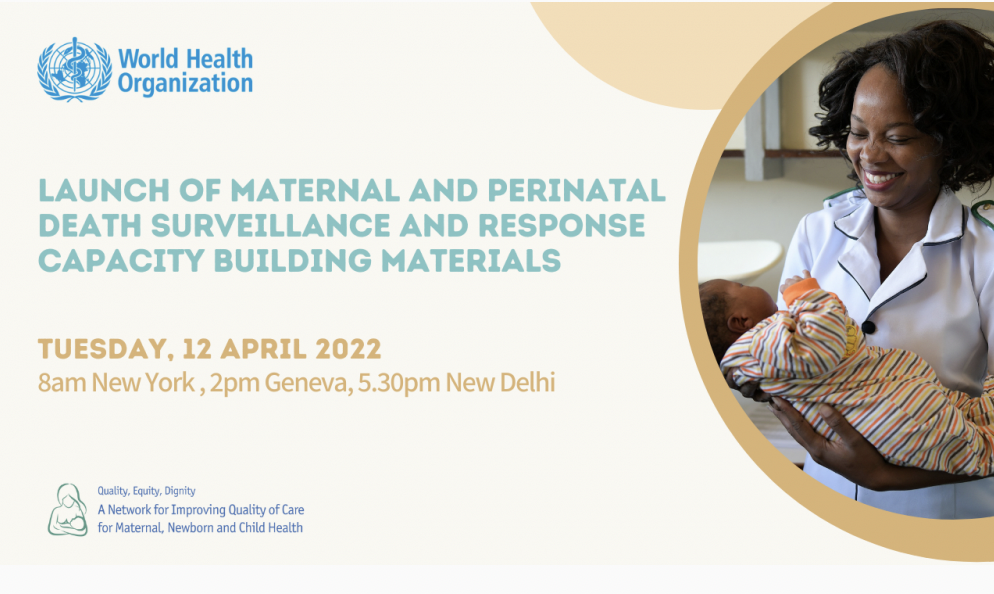 World Health
Organization
LAUNCH OF MATERNAL AND PERINATAL
DEATH SURVEILLANCE AND RESPONSE
CAPACITY BUILDING MATERIALS
TUESDAY, 12 APRIL 2022
8am New York , 2pm Geneva, 5.30pm New Delhi
Quality, Equity, Dignity
A Network for Improving Quality of Care
for Maternal, Newborn and Child Health